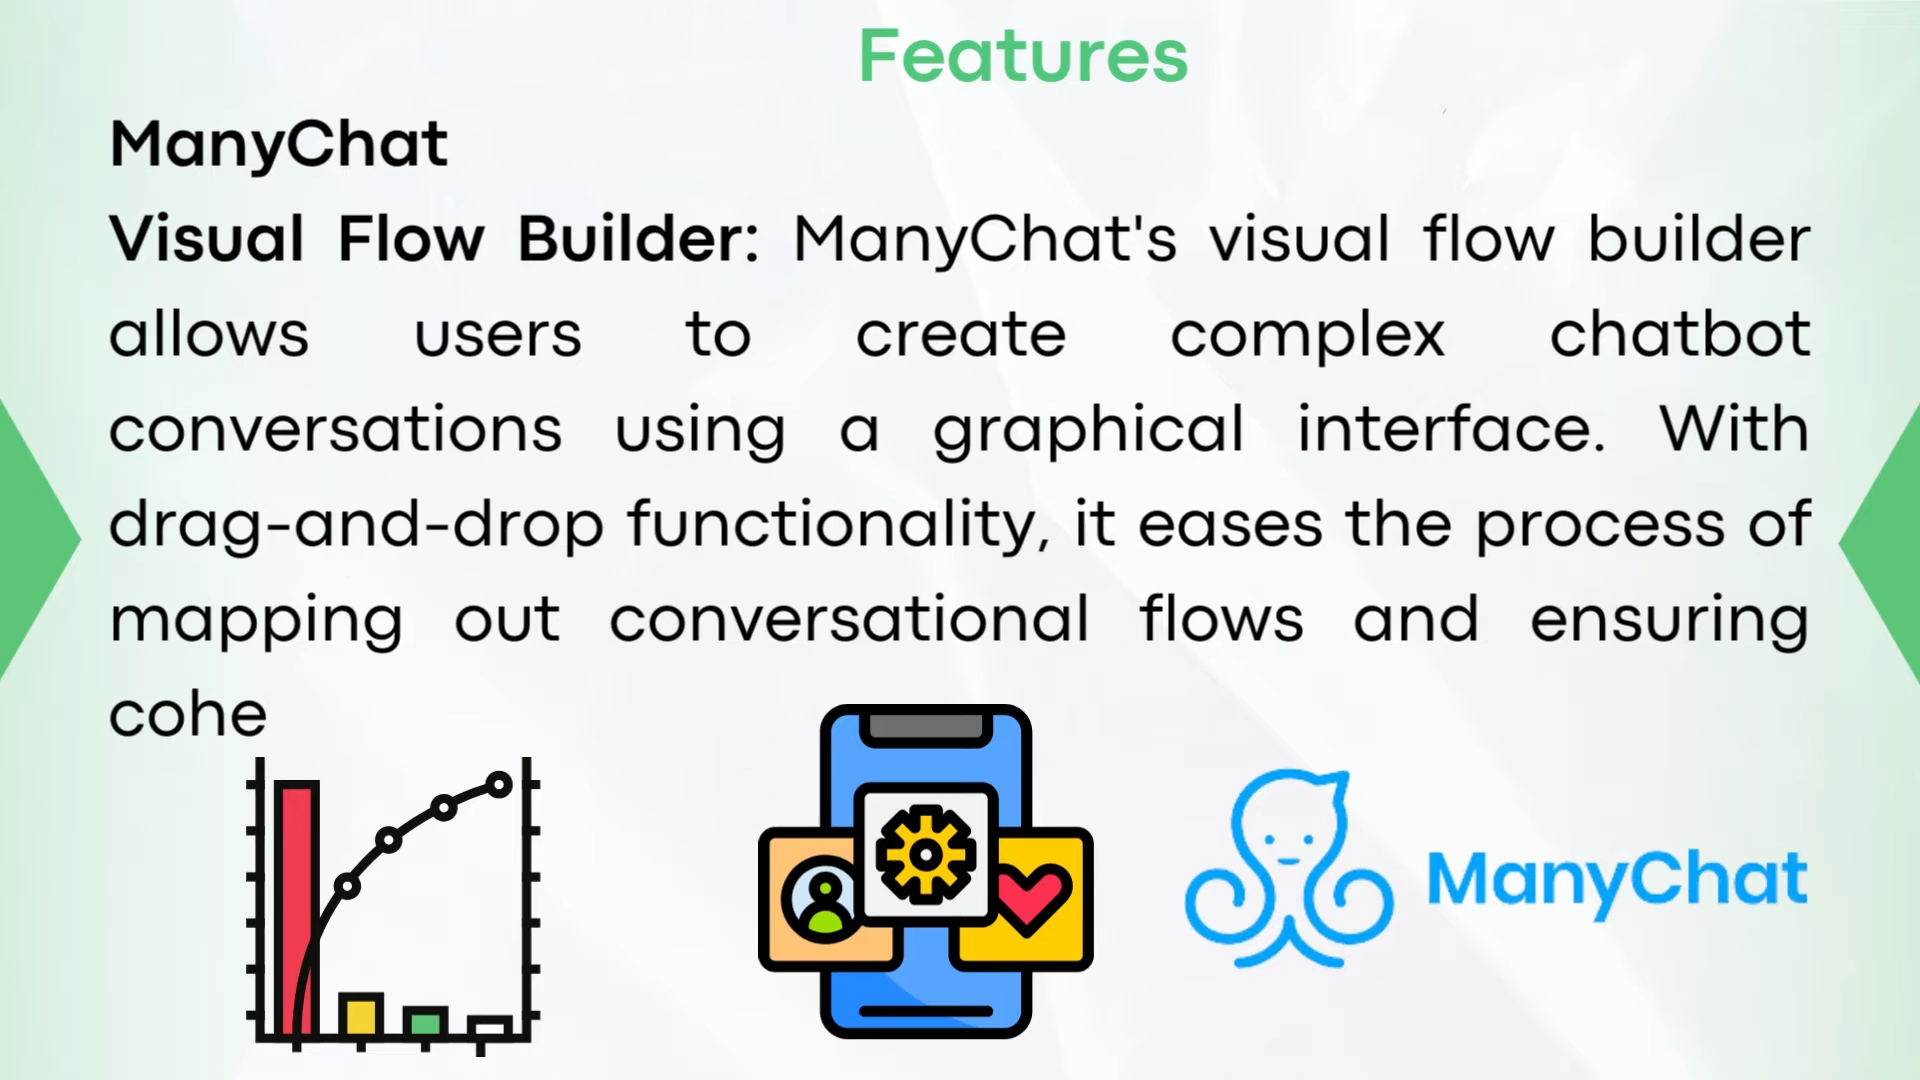 Features
ManyChat
Visual Flow Builder: ManyChat's visual flow builder
allows users to create complex chatbot
conversations using a graphical interface. With
drag-and-drop functionality, it eases the process of
mapping out conversational flows and ensuring
cohe
ManyChat